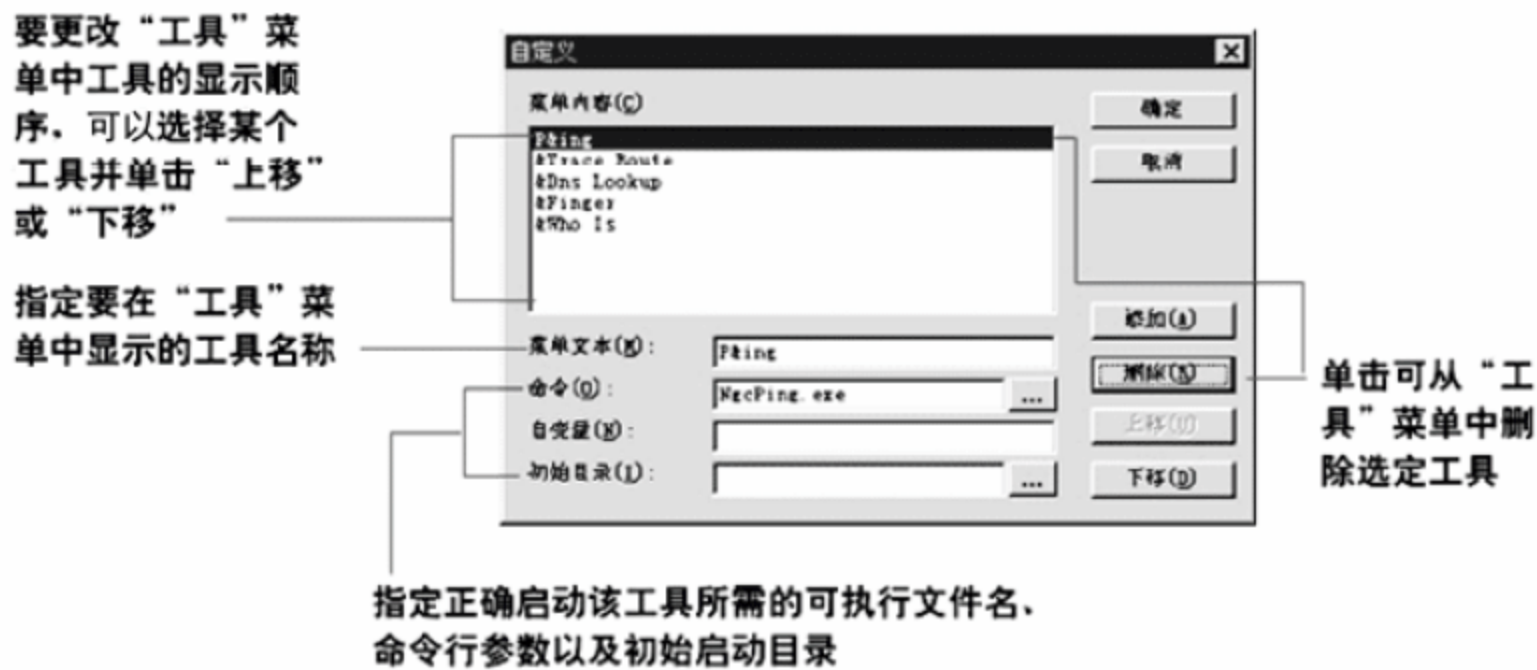 要更改“工具”菜
单中工具的显示顺
序，可以选择某个
工具并单击“上移”
或“下移”
指定要在“工具”菜
单中显示的工具名称
自定义
菜单内容(C)
P&ing
&Trace Route
&Dns Lookup
&Finger
&Who Is
菜单文本(M):
P&ing
命令(O):
NgcPing.exe
...
自变量(N):
初始目录(I):
...
确定
取消
添加(A)
删除(R)
上移(U)
下移(D)
单击可从“工
具”菜单中删
除选定工具
指定正确启动该工具所需的可执行文件名、
命令行参数以及初始启动目录